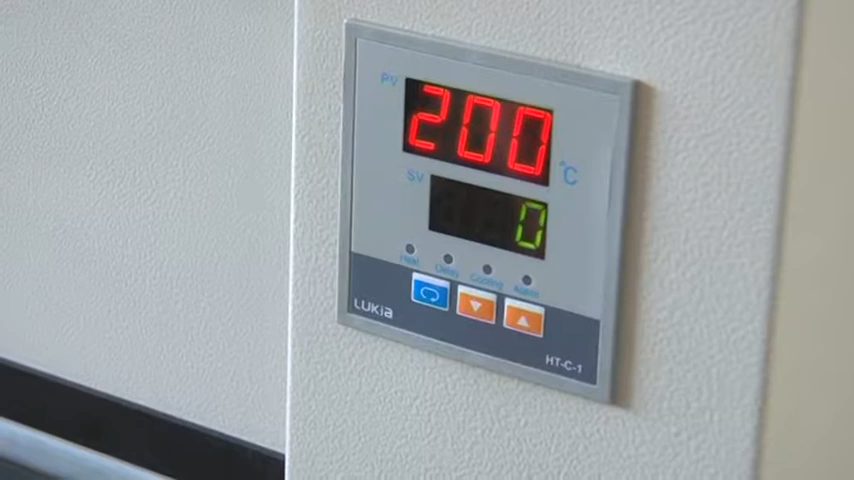 PV
200
°C
SV
0
Heat Delay Cooling Alarm
LUKia
HT-C-1